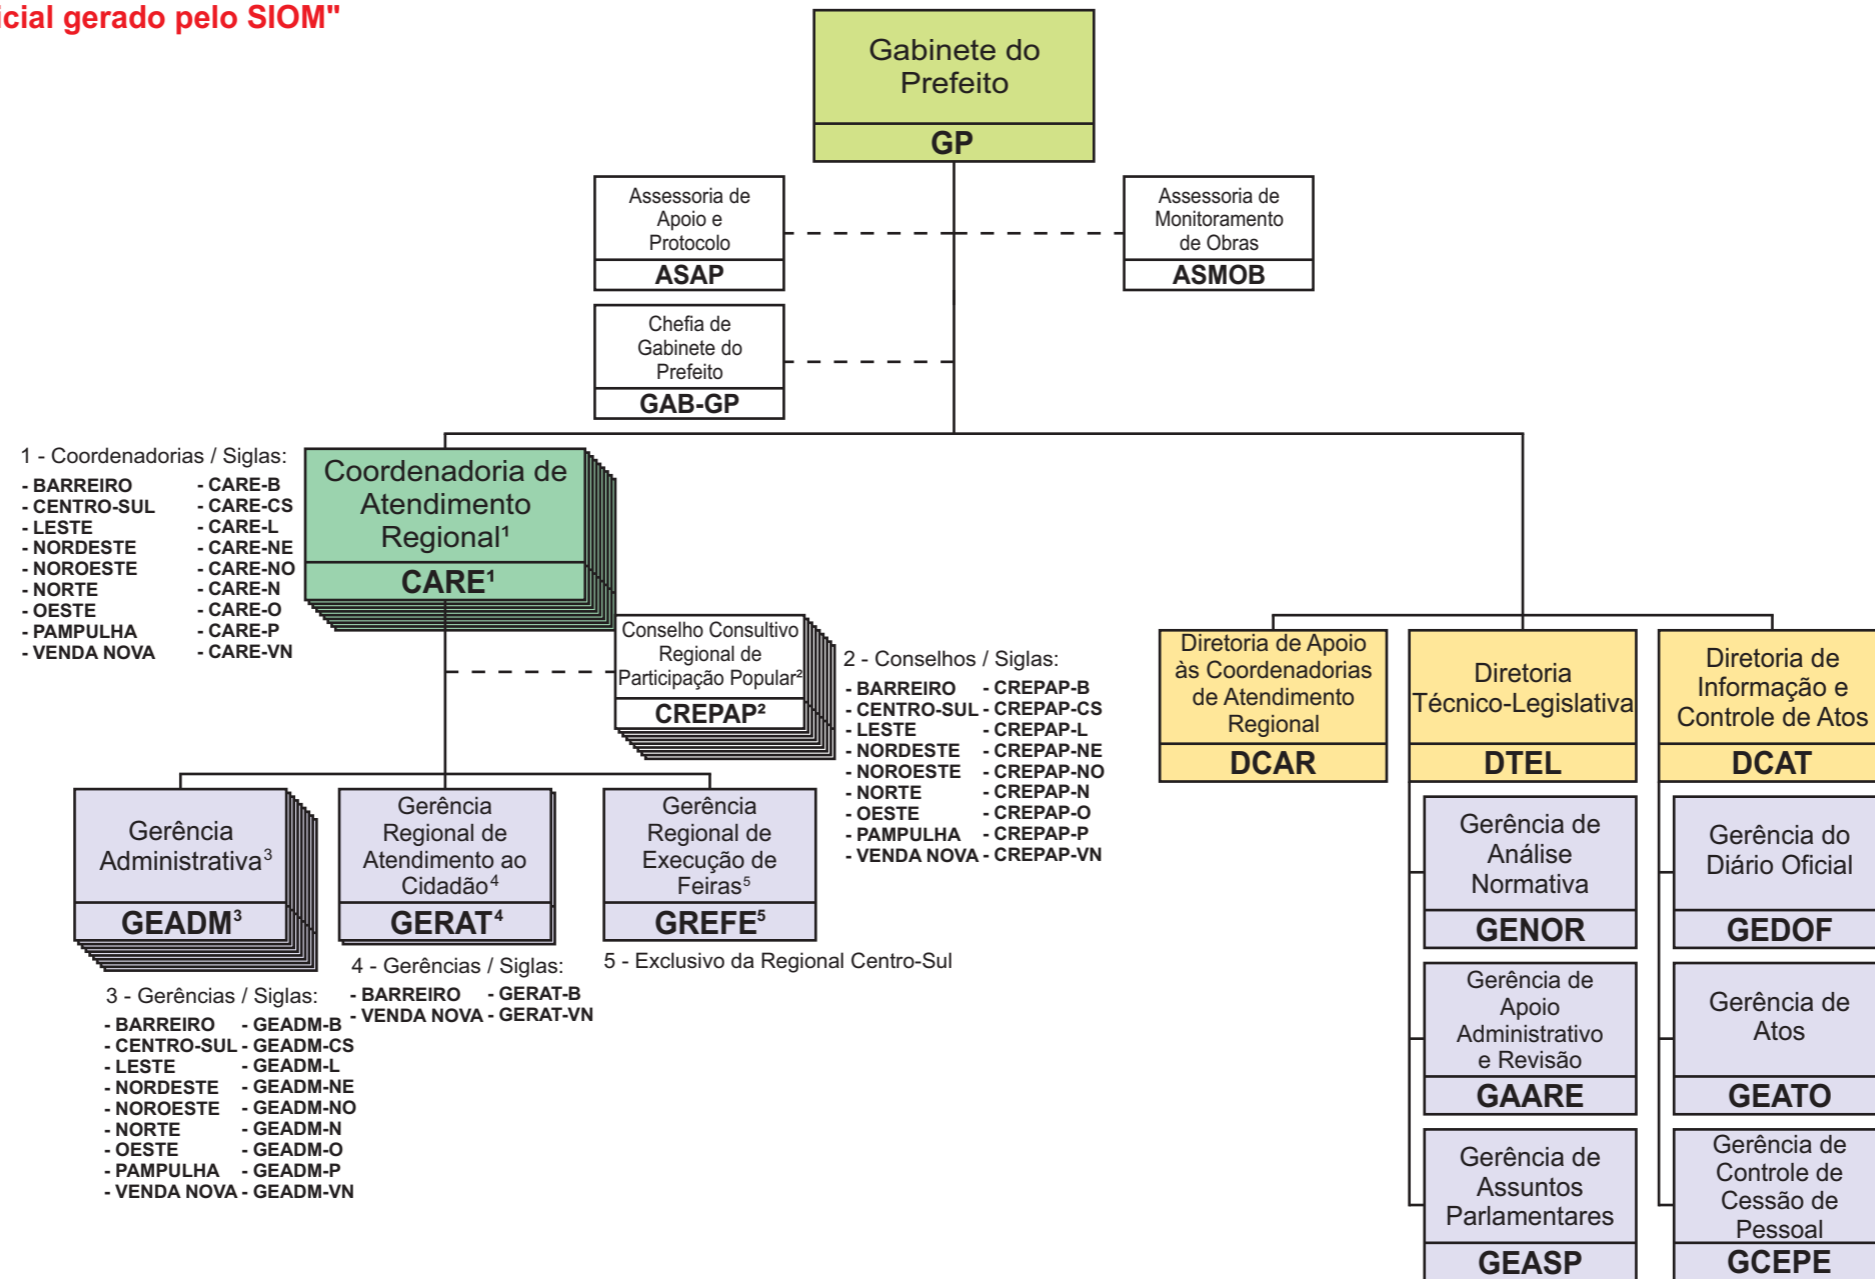 icial gerado pelo SIOM"
Gabinete do
Prefeito
GP
Assessoria de
Apoio e
Protocolo
ASAP
Assessoria de
Monitoramento
de Obras
ASMOB
Chefia de
Gabinete do
Prefeito
GAB-GP
1 - Coordenadorias / Siglas:
- BARREIRO - CARE-B
- CENTRO-SUL - CARE-CS
- LESTE - CARE-L
- NORDESTE - CARE-NE
- NOROESTE - CARE-NO
- NORTE - CARE-N
- OESTE - CARE-O
- PAMPULHA - CARE-P
- VENDA NOVA - CARE-VN
Coordenadoria de
Atendimento
Regional¹
CARE¹
Conselho Consultivo
Regional de
Participação Popular²
CREPAP²
2 - Conselhos / Siglas:
- BARREIRO - CREPAP-B
- CENTRO-SUL - CREPAP-CS
- LESTE - CREPAP-L
- NORDESTE - CREPAP-NE
- NOROESTE - CREPAP-NO
- NORTE - CREPAP-N
- OESTE - CREPAP-O
- PAMPULHA - CREPAP-P
- VENDA NOVA - CREPAP-VN
Gerência
Administrativa³
GEADM³
3 - Gerências / Siglas:
- BARREIRO - GEADM-B
- CENTRO-SUL - GEADM-CS
- LESTE - GEADM-L
- NORDESTE - GEADM-NE
- NOROESTE - GEADM-NO
- NORTE - GEADM-N
- OESTE - GEADM-O
- PAMPULHA - GEADM-P
- VENDA NOVA - GEADM-VN
Gerência
Regional de
Atendimento ao
Cidadão⁴
GERAT⁴
4 - Gerências / Siglas:
- BARREIRO - GERAT-B
- VENDA NOVA - GERAT-VN
Gerência
Regional de
Execução de
Feiras⁵
GREFE⁵
5 - Exclusivo da Regional Centro-Sul
Diretoria de Apoio
às Coordenadorias
de Atendimento
Regional
DCAR
Diretoria
Técnico-Legislativa
DTEL
Gerência de
Análise
Normativa
GENOR
Gerência de
Apoio
Administrativo
e Revisão
GAARE
Gerência de
Assuntos
Parlamentares
GEASP
Diretoria de
Informação e
Controle de Atos
DCAT
Gerência do
Diário Oficial
GEDOF
Gerência de
Atos
GEATO
Gerência de
Controle de
Cessão de
Pessoal
GCEPE